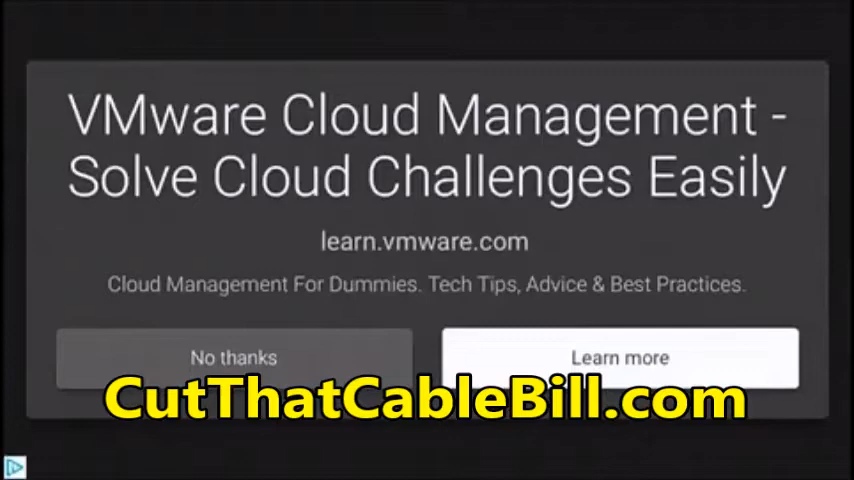 VMware Cloud Management -
Solve Cloud Challenges Easily
learn.vmware.com
Cloud Management For Dummies. Tech Tips, Advice & Best Practices.
No thanks
Learn more
CutThatCableBill.com